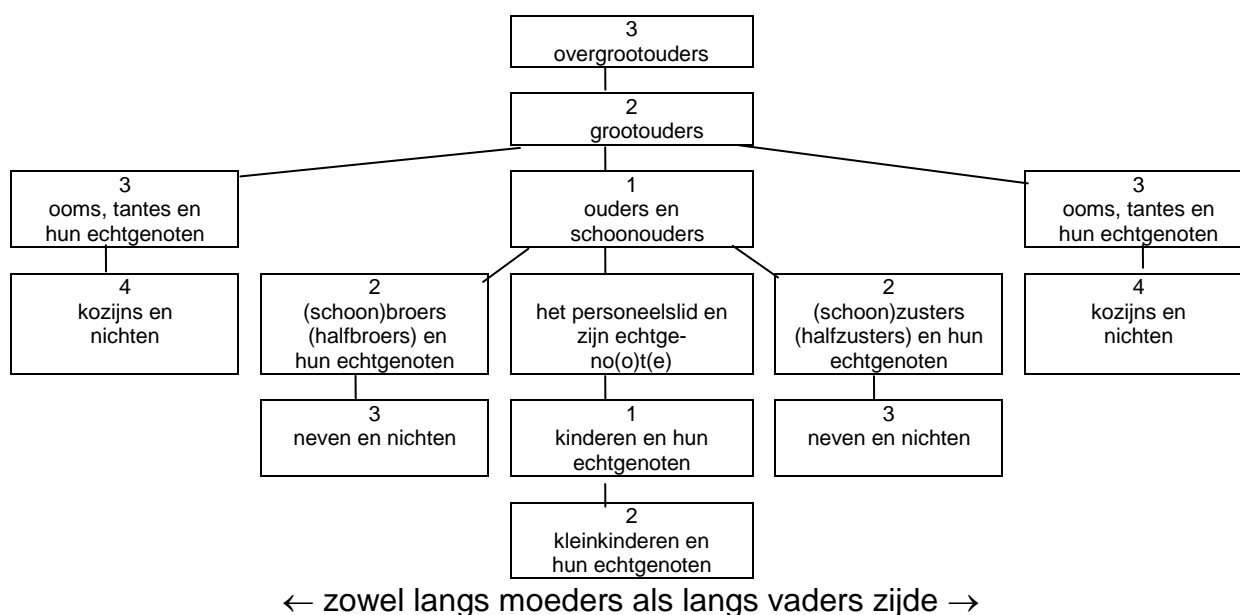 3
overgrootouders
2
grootouders
3
ooms, tantes en
hun echtgenoten
1
ouders en
schoonouders
3
ooms, tantes en
hun echtgenoten
4
kozijns en
nichten
2
(schoon)broers
(halfbroers) en
hun echtgenoten
het personeelslid en
zijn echtge-
no(o)t(e)
2
(schoon)zusters
(halfzusters) en hun
echtgenoten
4
kozijns en
nichten
3
neven en nichten
1
kinderen en hun
echtgenoten
3
neven en nichten
2
kleinkinderen en
hun echtgenoten
← zowel langs moeders als langs vaders zijde →